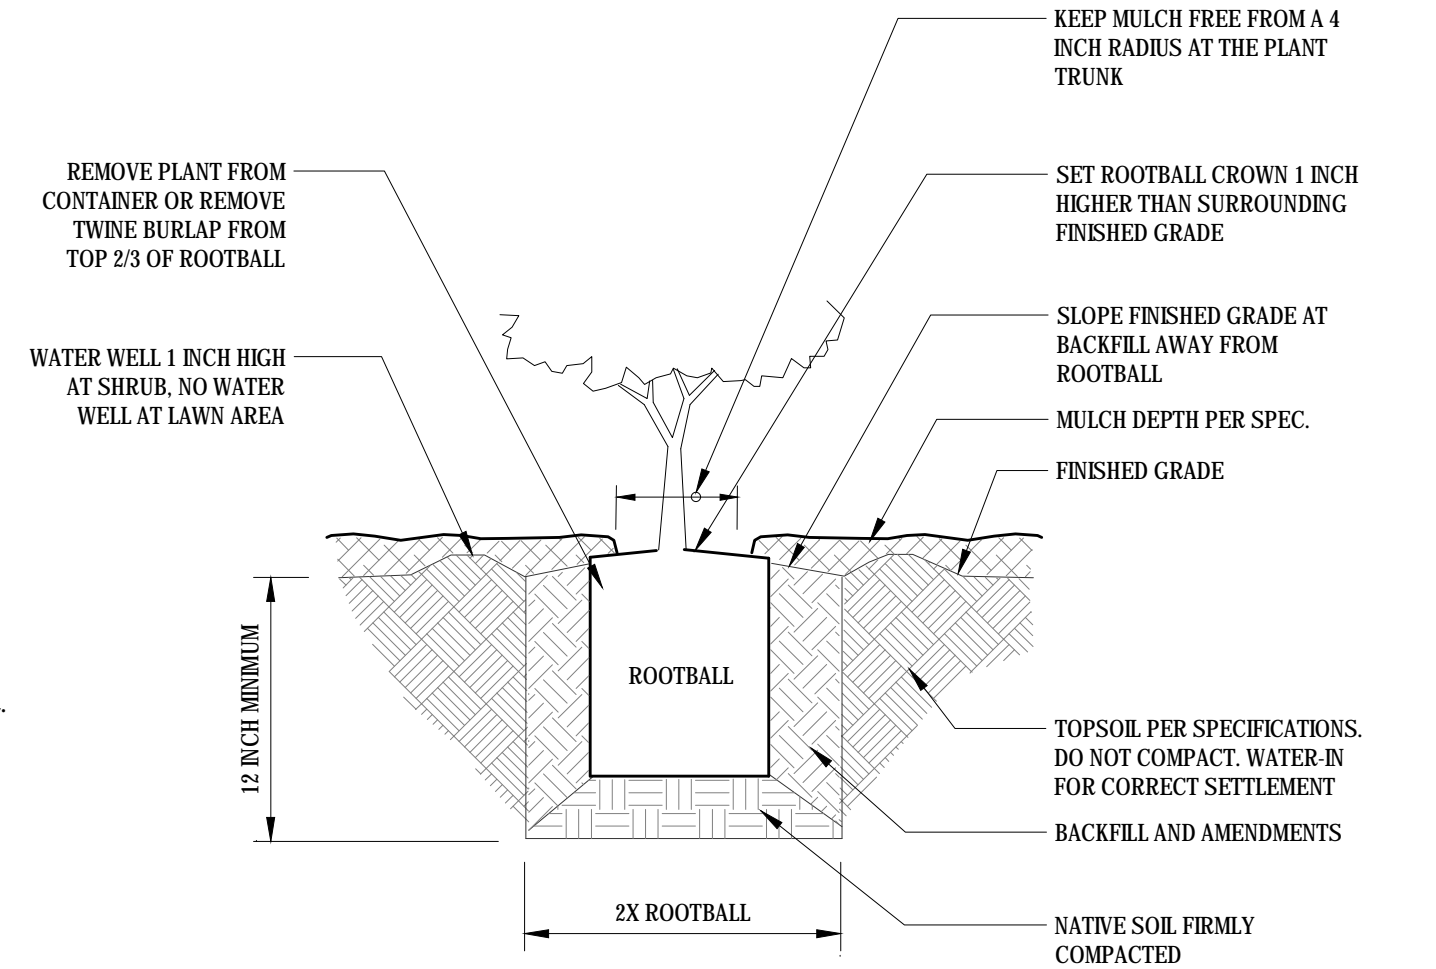 KEEP MULCH FREE FROM A 4
INCH RADIUS AT THE PLANT
TRUNK
REMOVE PLANT FROM
CONTAINER OR REMOVE
TWINE BURLAP FROM
TOP 2/3 OF ROOTBALL
SET ROOTBALL CROWN 1 INCH
HIGHER THAN SURROUNDING
FINISHED GRADE
WATER WELL 1 INCH HIGH
AT SHRUB, NO WATER
WELL AT LAWN AREA
SLOPE FINISHED GRADE AT
BACKFILL AWAY FROM
ROOTBALL
MULCH DEPTH PER SPEC.
FINISHED GRADE
12 INCH MINIMUM
ROOTBALL
TOPSOIL PER SPECIFICATIONS.
DO NOT COMPACT. WATER-IN
FOR CORRECT SETTLEMENT
BACKFILL AND AMENDMENTS
2X ROOTBALL
NATIVE SOIL FIRMLY
COMPACTED